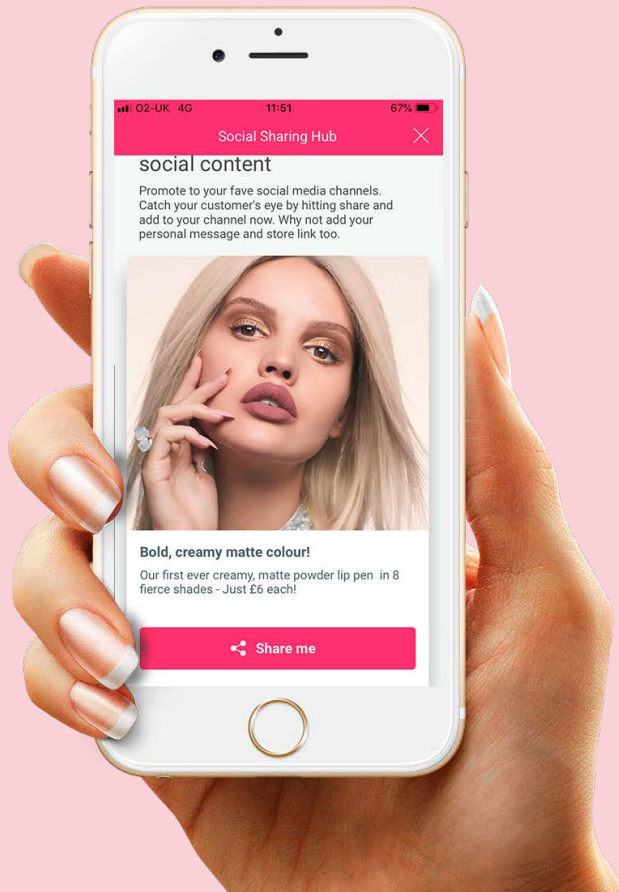 O2-UK 4G 11:51 67%
Social Sharing Hub
social content
Promote to your fave social media channels.
Catch your customer's eye by hitting share and
add to your channel now. Why not add your
personal message and store link too.
Bold, creamy matte colour!
Our first ever creamy, matte powder lip pen in 8
fierce shades - Just £6 each!
Share me